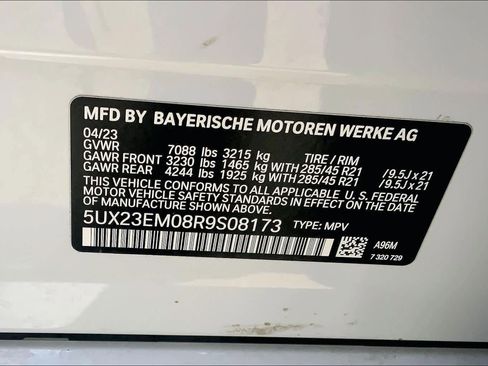 MFD BY BAYERISCHE MOTOREN WERKE AG
04/23
GVWR 7088 lb 3215 kg TIRE / RIM
GAWR FRONT 3230 lb 1465 kg WITH 285/45 R21 /9.5J x 21
GAWR REAR 4244 lb 1925 kg WITH 285/45 R21 /9.5J x 21
THIS VEHICLE CONFORMS TO ALL APPLICABLE U.S. FEDERAL
MOTOR VEHICLE SAFETY STANDARDS IN EFFECT ON THE DATE
OF MANUFACTURE SHOWN ABOVE.
5UX23EM08R9S08173 TYPE: MPV
A96M
7 320 729